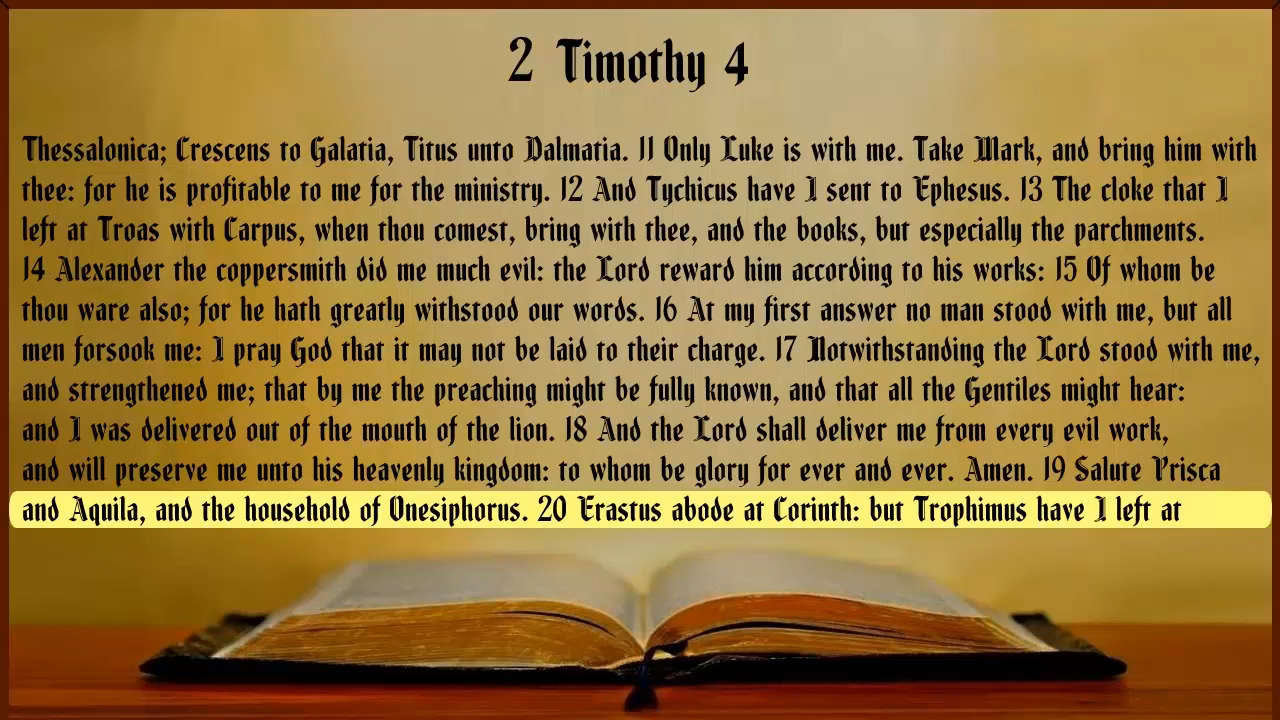 2 Timothy 4
Thessalonica; Crescens to Galatia, Titus unto Dalmatia. 11 Only Luke is with me. Take Mark, and bring him with
thee: for he is profitable to me for the ministry. 12 And Tychicus have I sent to Ephesus. 13 The cloke that I
left at Troas with Carpus, when thou comest, bring with thee, and the books, but especially the parchments.
14 Alexander the coppersmith did me much evil: the Lord reward him according to his works: 15 Of whom be
thou ware also; for he hath greatly withstood our words. 16 At my first answer no man stood with me, but all
men forsook me: I pray God that it may not be laid to their charge. 17 Notwithstanding the Lord stood with me,
and strengthened me; that by me the preaching might be fully known, and that all the Gentiles might hear:
and I was delivered out of the mouth of the lion. 18 And the Lord shall deliver me from every evil work,
and will preserve me unto his heavenly kingdom: to whom be glory for ever and ever. Amen. 19 Salute Prisca
and Aquila, and the household of Onesiphorus. 20 Erastus abode at Corinth: but Trophimus have I left at